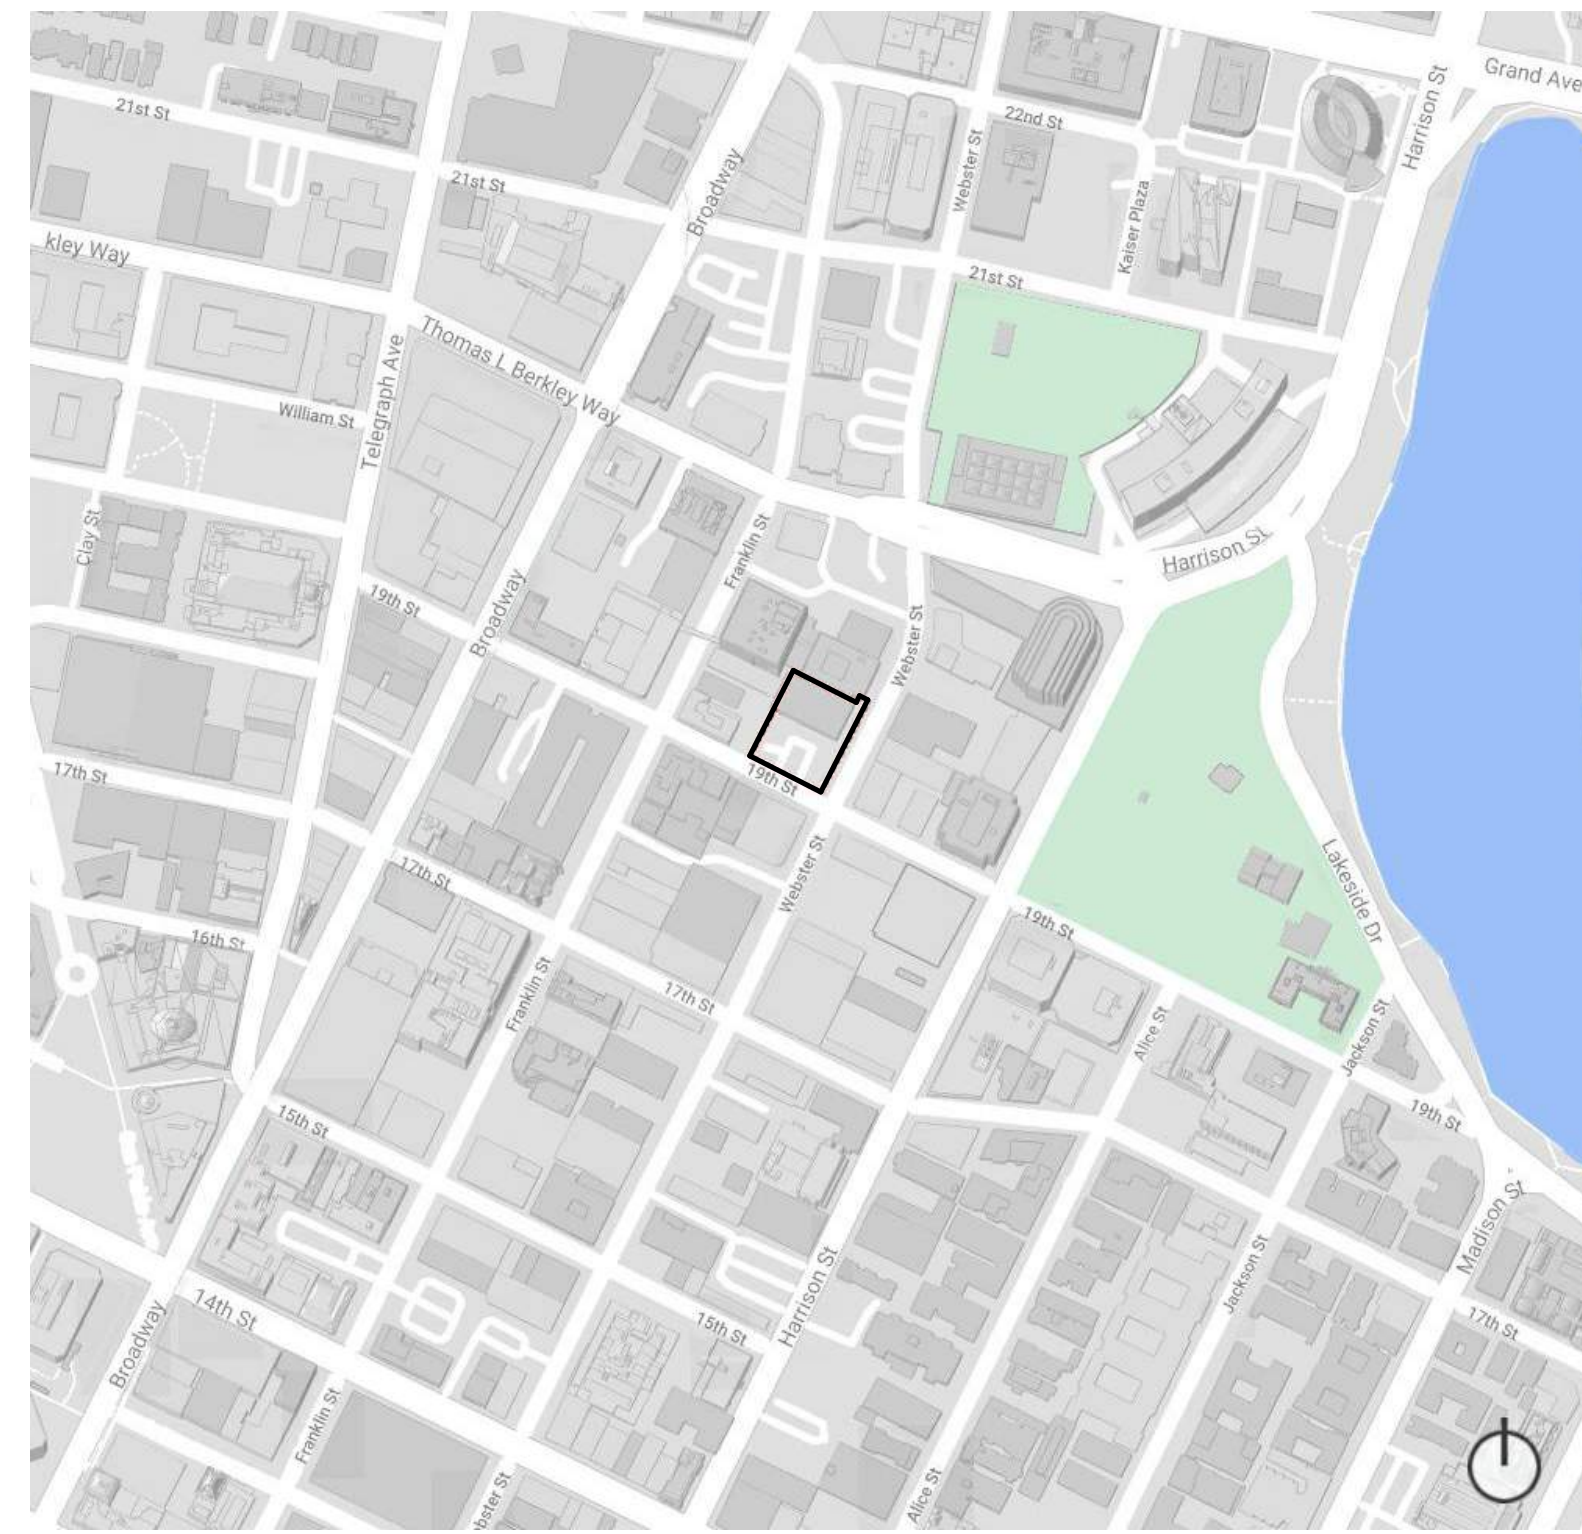 Grand Ave
Harrison St
21st St
22nd St
Webster St
Broadway
21st St
Kaiser Plaza
kley Way
21st St
Thomas L Berkley Way
Telegraph Ave
William St
Clay St
Franklin St
Harrison St
19th St
Broadway
Webster St
17th St
19th St
Webster St
Lakeside Dr
17th St
16th St
19th St
Franklin St
17th St
Alice St
Jackson St
15th St
19th St
Madison St
Jackson St
Harrison St
14th St
15th St
17th St
Broadway
Franklin St
bster St
Alice St